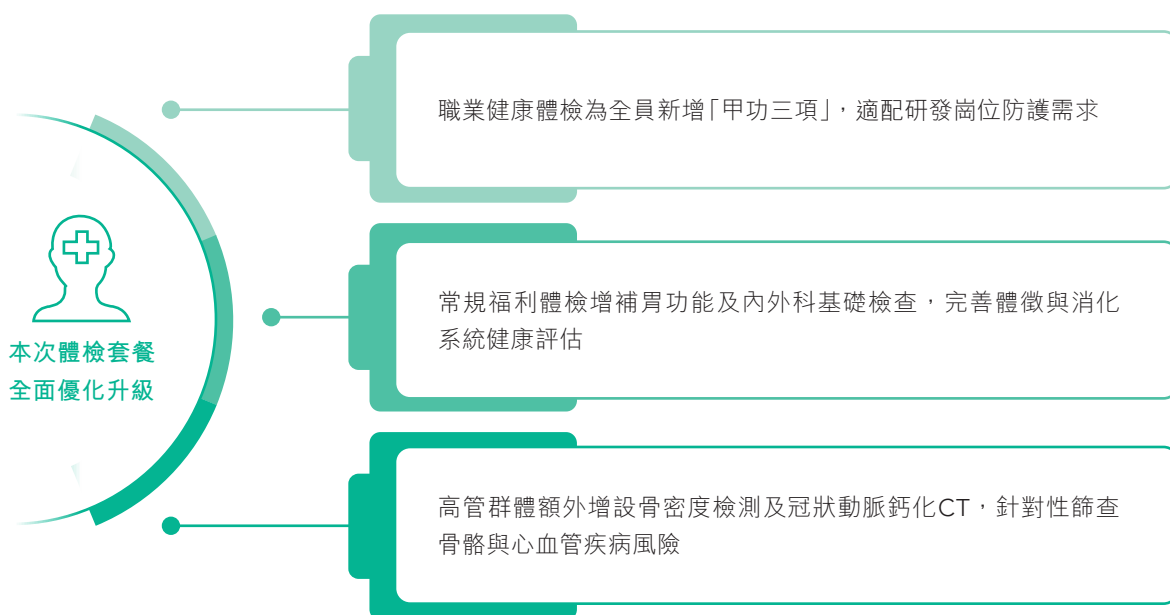 職業健康體檢為全員新增「甲功三項」，適配研發崗位防護需求
本次體檢套餐
全面優化升級
常規福利體檢增補胃功能及內外科基礎檢查，完善體徵與消化
系統健康評估
高管群體額外增設骨密度檢測及冠狀動脈鈣化CT，針對性篩查
骨骼與心血管疾病風險